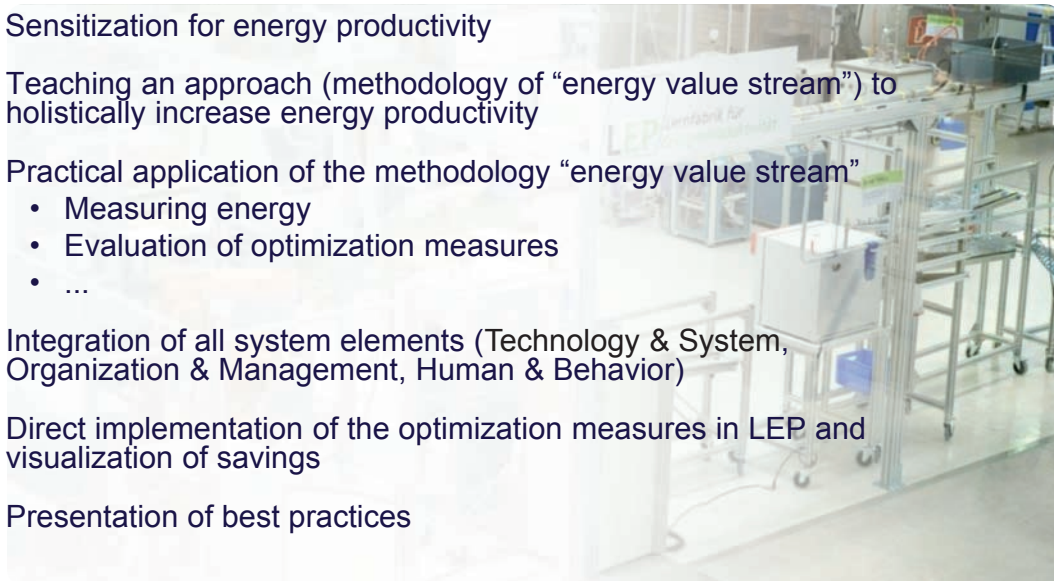 Sensitization for energy productivity
Teaching an approach (methodology of “energy value stream”) to
holistically increase energy productivity
Practical application of the methodology “energy value stream”
• Measuring energy
• Evaluation of optimization measures
• ...
Integration of all system elements (Technology & System,
Organization & Management, Human & Behavior)
Direct implementation of the optimization measures in LEP and
visualization of savings
Presentation of best practices
LEP Lernfabrik für